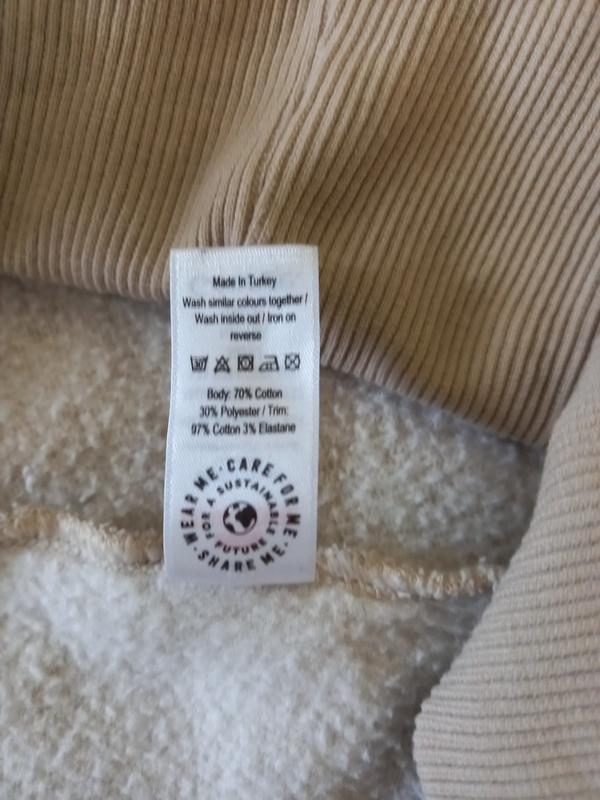 Made In Turkey
Wash similar colours together /
Wash inside out / Iron on
reverse
Body: 70% Cotton
30% Polyester / Trim:
97% Cotton 3% Elastane
WEAR ME · CARE FOR ME · SHARE ME ·
FOR A SUSTAINABLE FUTURE